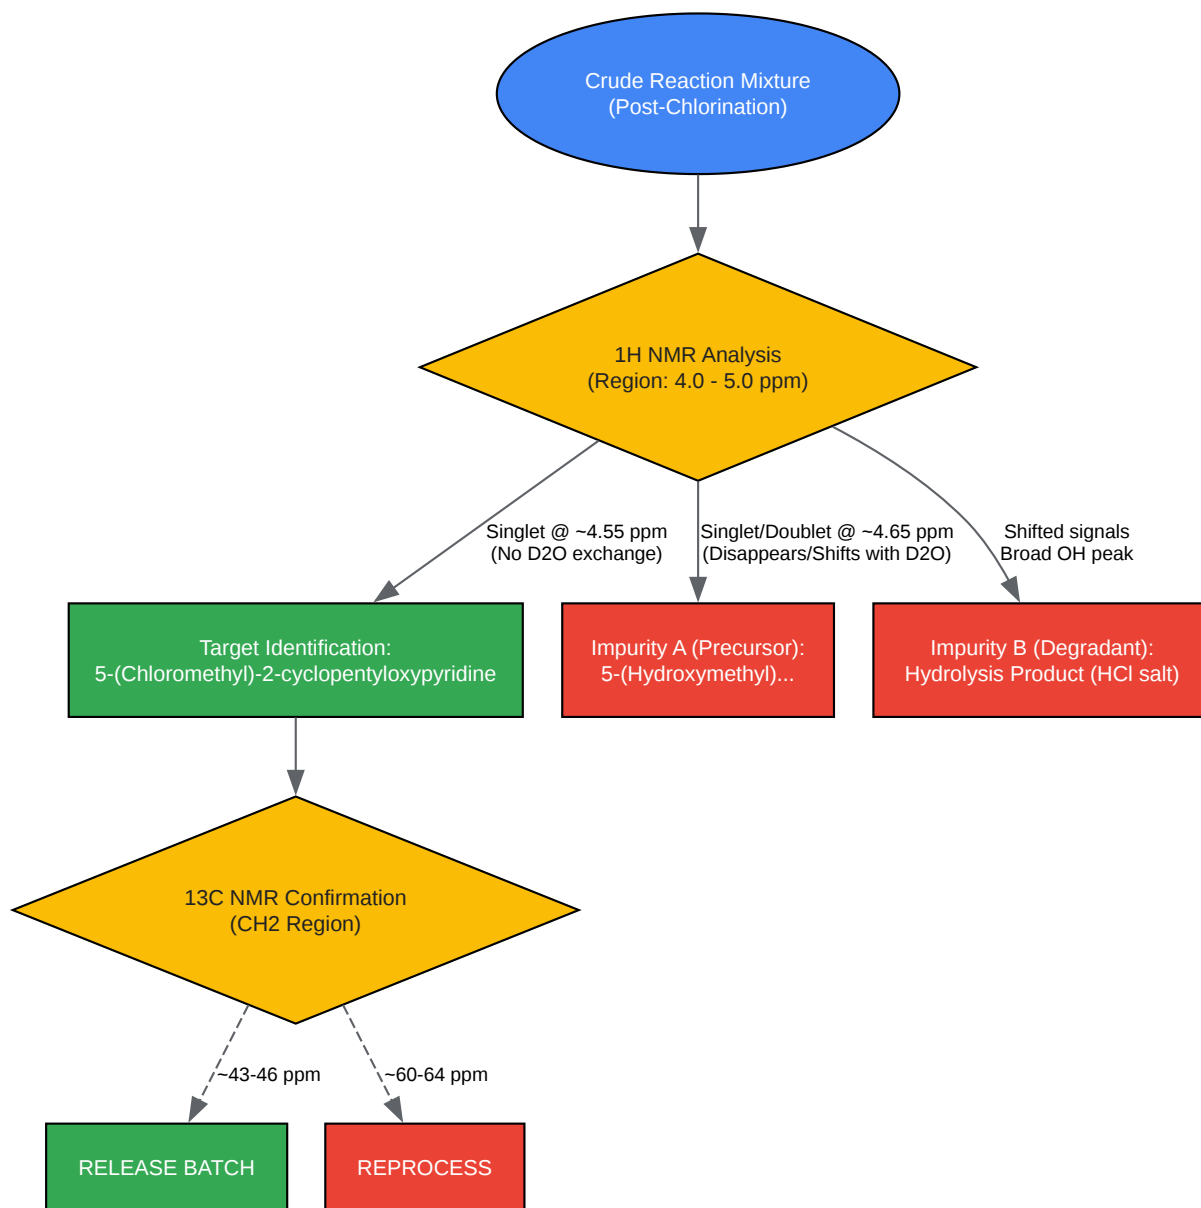 Crude Reaction Mixture
(Post-Chlorination)
1H NMR Analysis
(Region: 4.0 - 5.0 ppm)
Singlet @ ~4.55 ppm
(No D2O exchange)
Singlet/Doublet @ ~4.65 ppm
(Disappears/Shifts with D2O)
Shifted signals
Broad OH peak
Target Identification:
5-(Chloromethyl)-2-cyclopentyloxypyridine
Impurity A (Precursor):
5-(Hydroxymethyl)...
Impurity B (Degradant):
Hydrolysis Product (HCl salt)
13C NMR Confirmation
(CH2 Region)
~43-46 ppm
~60-64 ppm
RELEASE BATCH
REPROCESS